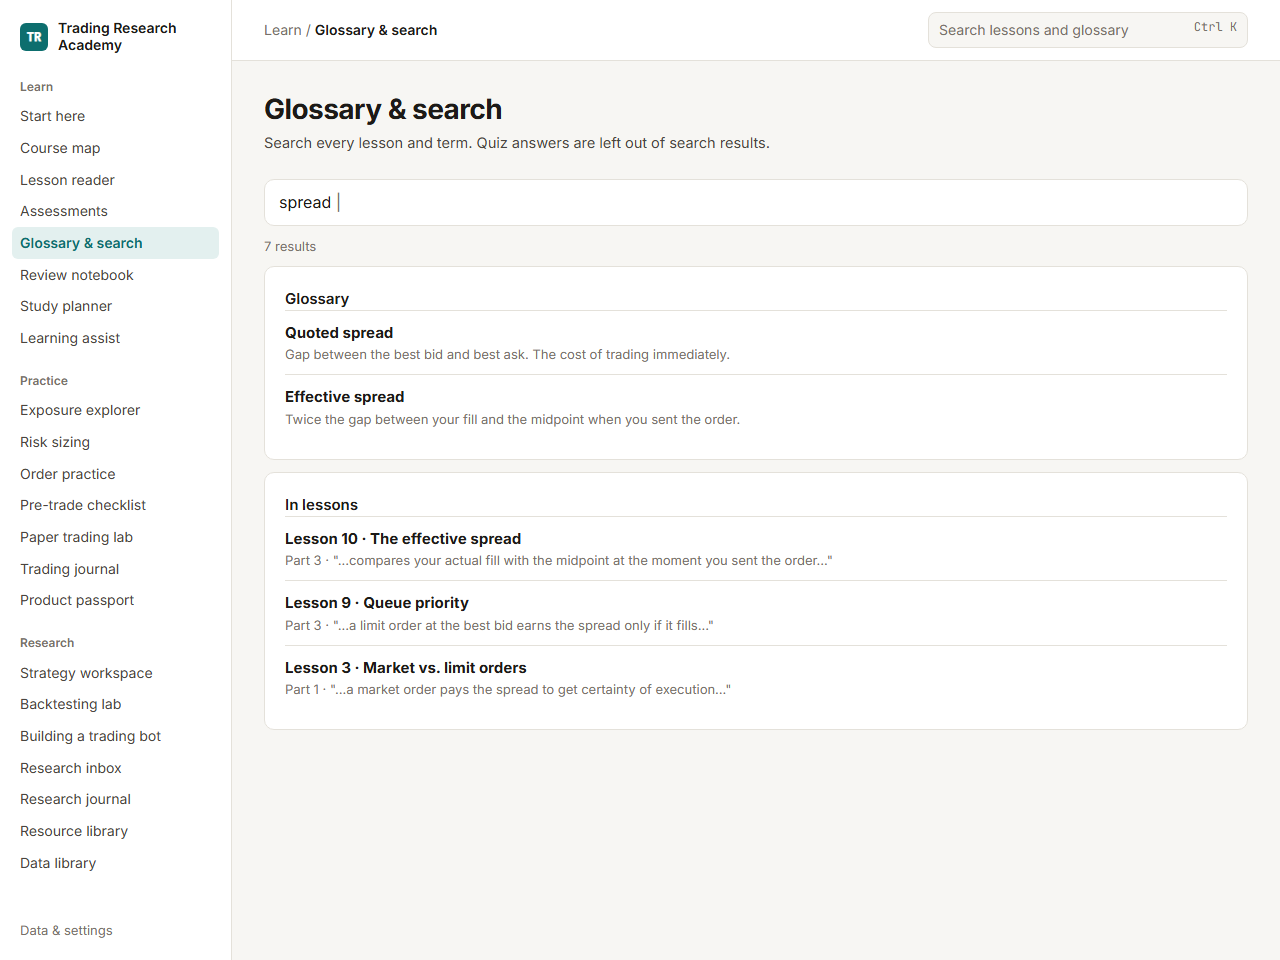 TR
Trading Research
Academy
Learn
Start here
Course map
Lesson reader
Assessments
Glossary & search
Review notebook
Study planner
Learning assist
Practice
Exposure explorer
Risk sizing
Order practice
Pre-trade checklist
Paper trading lab
Trading journal
Product passport
Research
Strategy workspace
Backtesting lab
Building a trading bot
Research inbox
Research journal
Resource library
Data library
Data & settings
Learn / Glossary & search
Search lessons and glossary Ctrl K
Glossary & search
Search every lesson and term. Quiz answers are left out of search results.
spread
7 results
Glossary
Quoted spread
Gap between the best bid and best ask. The cost of trading immediately.
Effective spread
Twice the gap between your fill and the midpoint when you sent the order.
In lessons
Lesson 10 · The effective spread
Part 3 · "...compares your actual fill with the midpoint at the moment you sent the order..."
Lesson 9 · Queue priority
Part 3 · "...a limit order at the best bid earns the spread only if it fills..."
Lesson 3 · Market vs. limit orders
Part 1 · "...a market order pays the spread to get certainty of execution..."